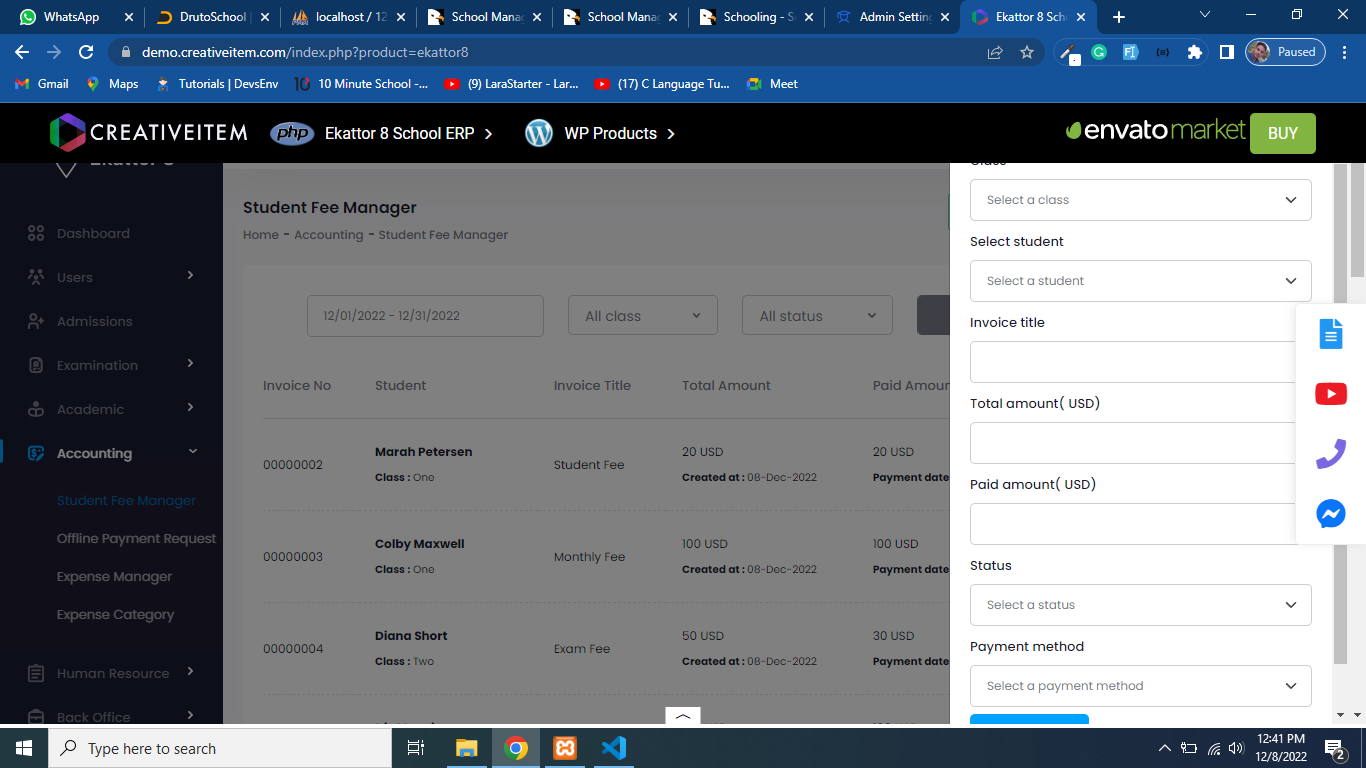 WhatsApp
DrutoSchool |
localhost / 12
School Mana
School Mana
Schooling - S
Admin Setting
Ekattor 8 Sch
demo.creativeitem.com/index.php?product=ekattor8
Paused
Gmail
Maps
Tutorials | DevsEnv
10 Minute School -...
(9) LaraStarter - Lar...
(17) C Language Tu...
Meet
CREATIVEITEM
php
Ekattor 8 School ERP
WP Products
envato market
BUY
Ekattor 8
Dashboard
Users
Admissions
Examination
Academic
Accounting
Student Fee Manager
Offline Payment Request
Expense Manager
Expense Category
Human Resource
Back Office
Student Fee Manager
Home - Accounting - Student Fee Manager
12/01/2022 - 12/31/2022
All class
All status
Invoice No Student Invoice Title Total Amount Paid Amoun
00000002
Marah Petersen
Class : One
Student Fee
20 USD
Created at : 08-Dec-2022
20 USD
Payment date
00000003
Colby Maxwell
Class : One
Monthly Fee
100 USD
Created at : 08-Dec-2022
100 USD
Payment date
00000004
Diana Short
Class : Two
Exam Fee
50 USD
Created at : 08-Dec-2022
30 USD
Payment date
Class
Select a class
Select student
Select a student
Invoice title
Total amount( USD)
Paid amount( USD)
Status
Select a status
Payment method
Select a payment method
Type here to search
12:41 PM
12/8/2022
2